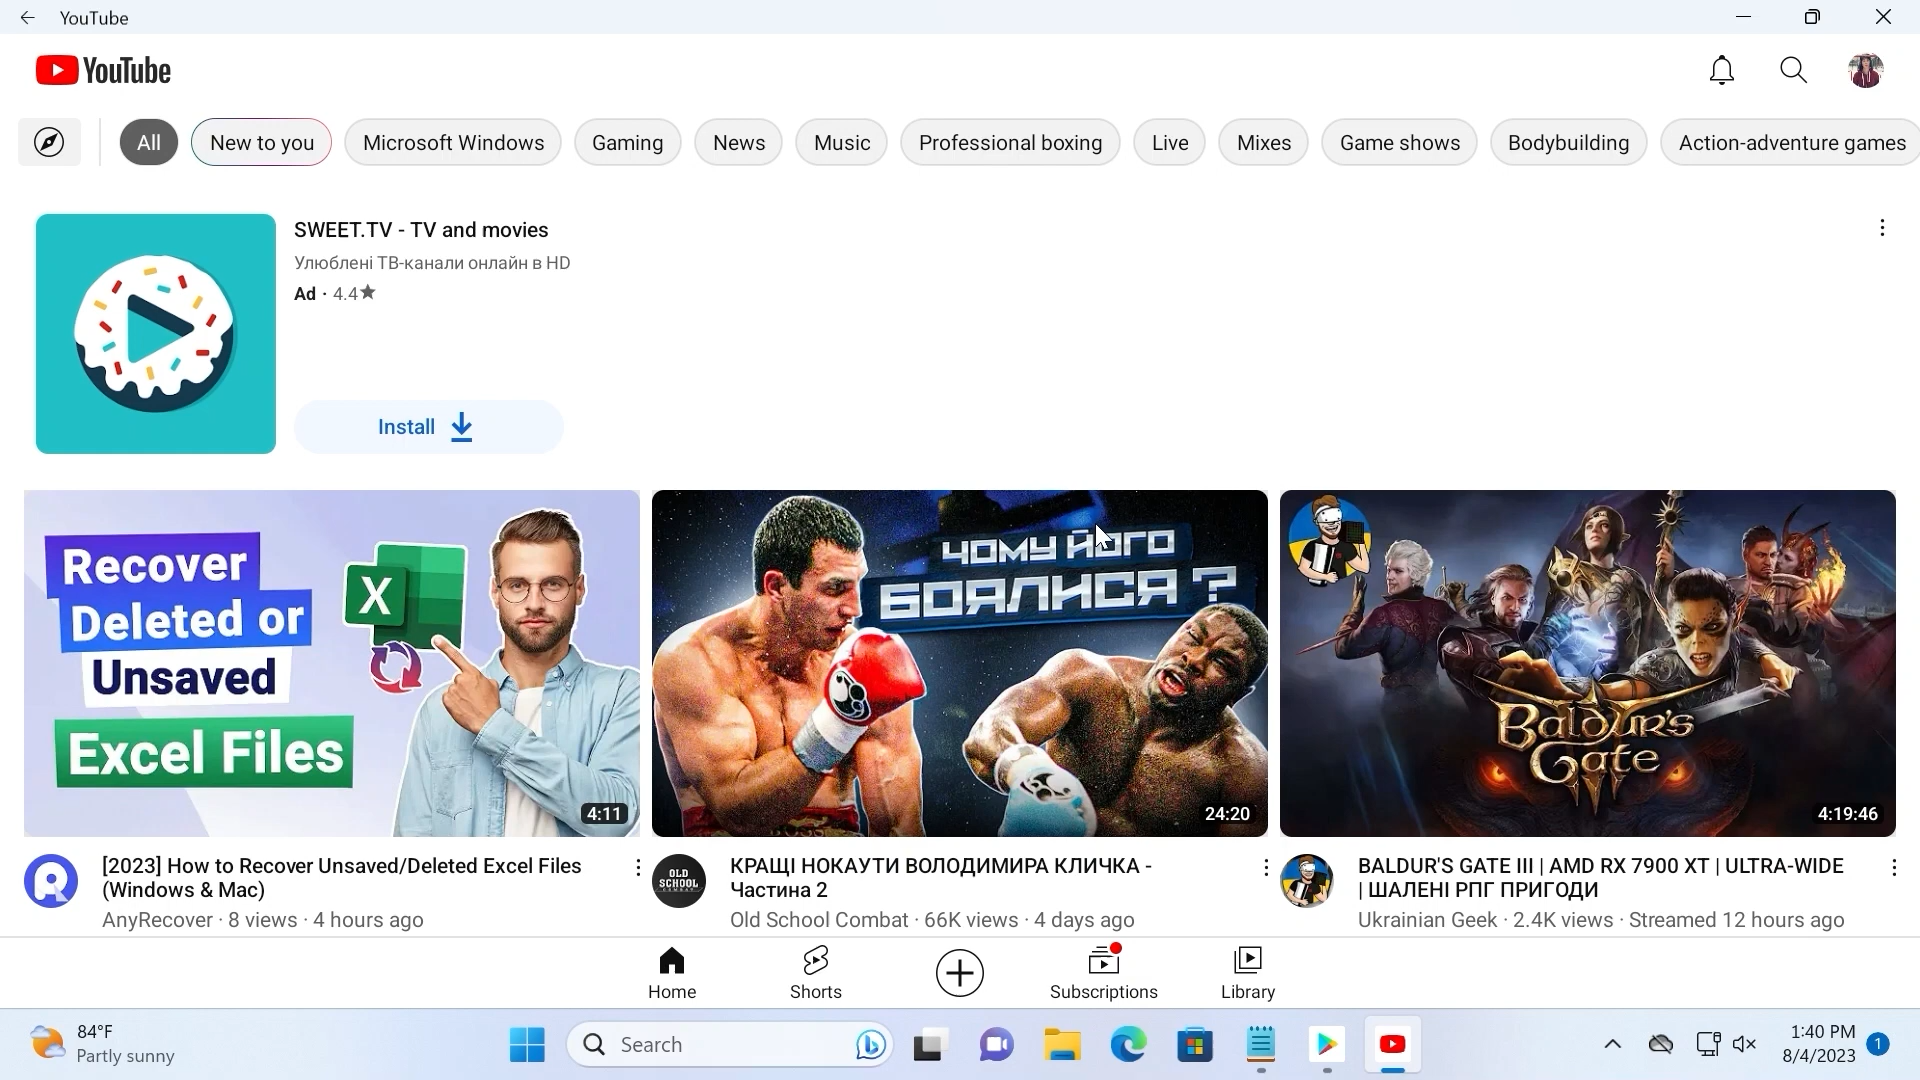 YouTube
YouTube
All
New to you
Microsoft Windows
Gaming
News
Music
Professional boxing
Live
Mixes
Game shows
Bodybuilding
Action-adventure games
SWEET.TV - TV and movies
Улюблені ТВ-канали онлайн в HD
Ad · 4.4★
Install
Recover
Deleted or
Unsaved
Excel Files
X
4:11
ЧОМУ ЙОГО
БОЯЛИСЯ ?
24:20
Baldur's
Gate
4:19:46
[2023] How to Recover Unsaved/Deleted Excel Files
(Windows & Mac)
AnyRecover · 8 views · 4 hours ago
OLD
SCHOOL
COMBAT
КРАЩІ НОКАУТИ ВОЛОДИМИРА КЛИЧКА -
Частина 2
Old School Combat · 66K views · 4 days ago
BALDUR'S GATE III | AMD RX 7900 XT | ULTRA-WIDE
| ШАЛЕНІ РПГ ПРИГОДИ
Ukrainian Geek · 2.4K views · Streamed 12 hours ago
Home
Shorts
Subscriptions
Library
84°F
Partly sunny
Search
1:40 PM
8/4/2023
1